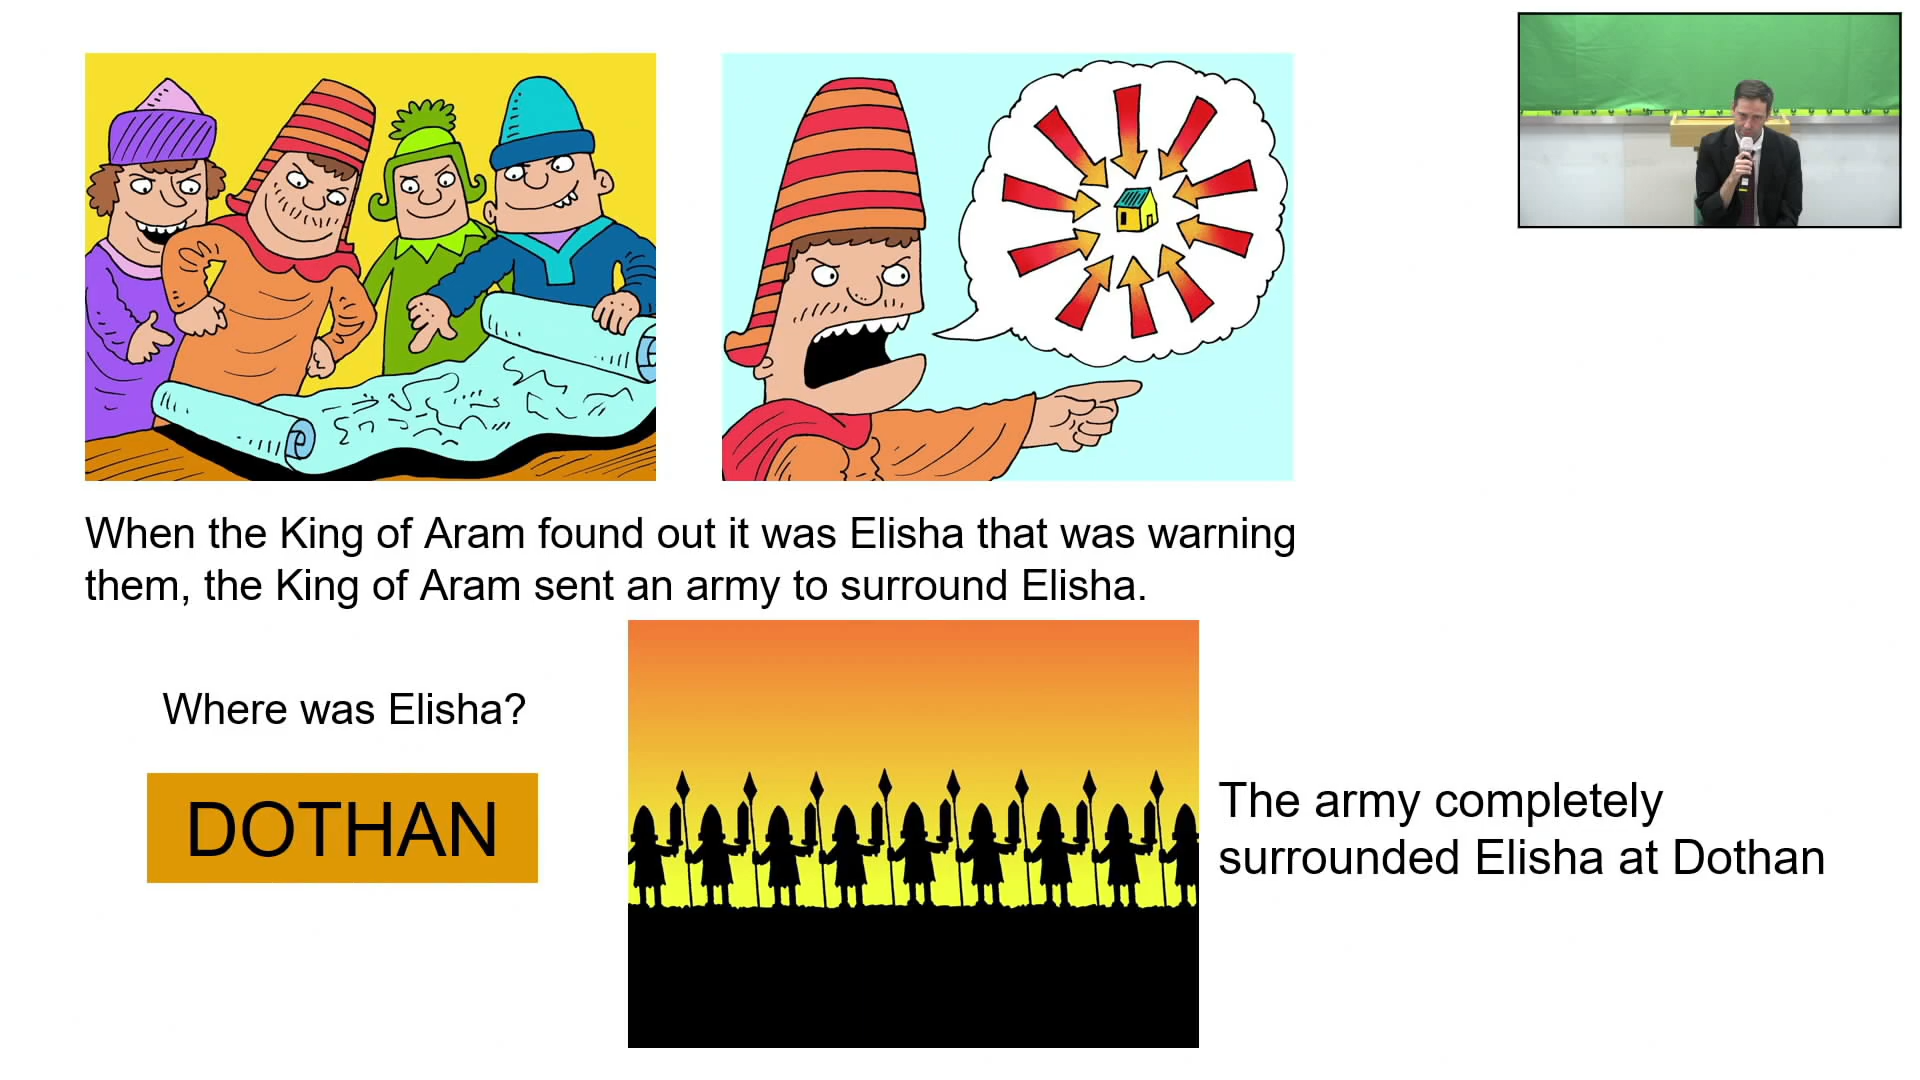 When the King of Aram found out it was Elisha that was warning
them, the King of Aram sent an army to surround Elisha.
Where was Elisha?
DOTHAN
The army completely
surrounded Elisha at Dothan